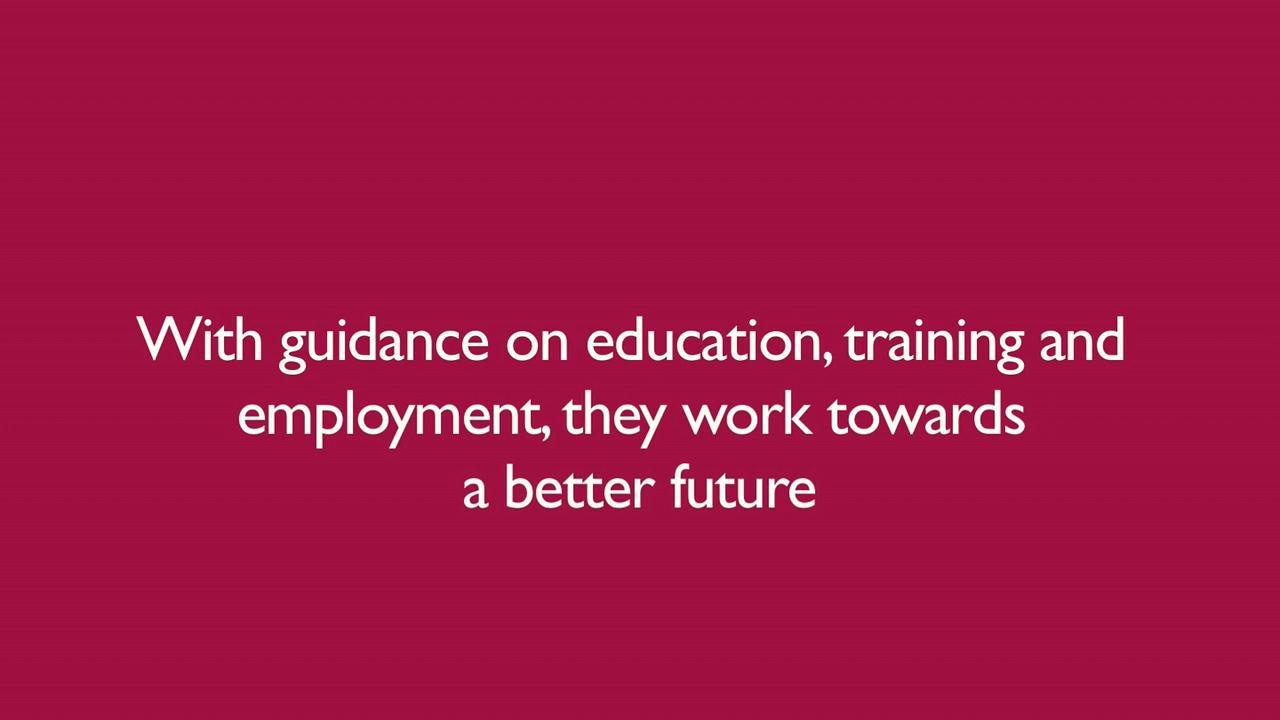 With guidance on education, training and
employment, they work towards
a better future